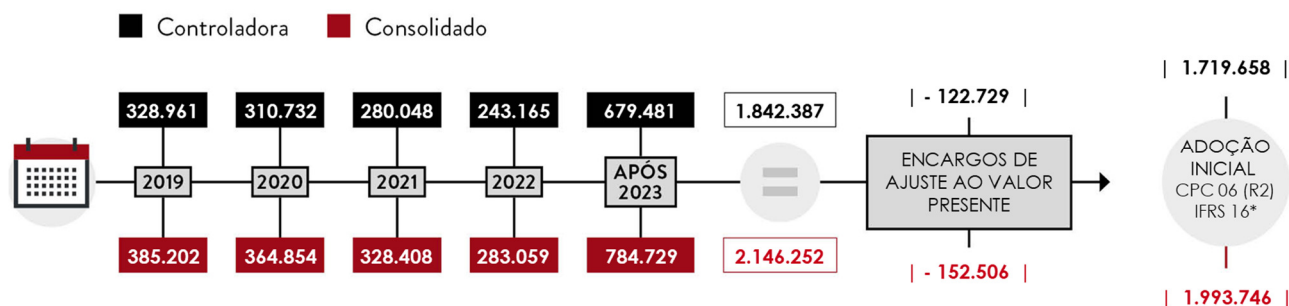 Controladora
Consolidado
328.961
310.732
280.048
243.165
679.481
1.842.387
| - 122.729 |
| 1.719.658 |
2019
2020
2021
2022
APÓS
2023
=
ENCARGOS DE
AJUSTE AO VALOR
PRESENTE
ADOÇÃO
INICIAL
CPC 06 (R2)
IFRS 16*
385.202
364.854
328.408
283.059
784.729
2.146.252
| - 152.506 |
| 1.993.746 |